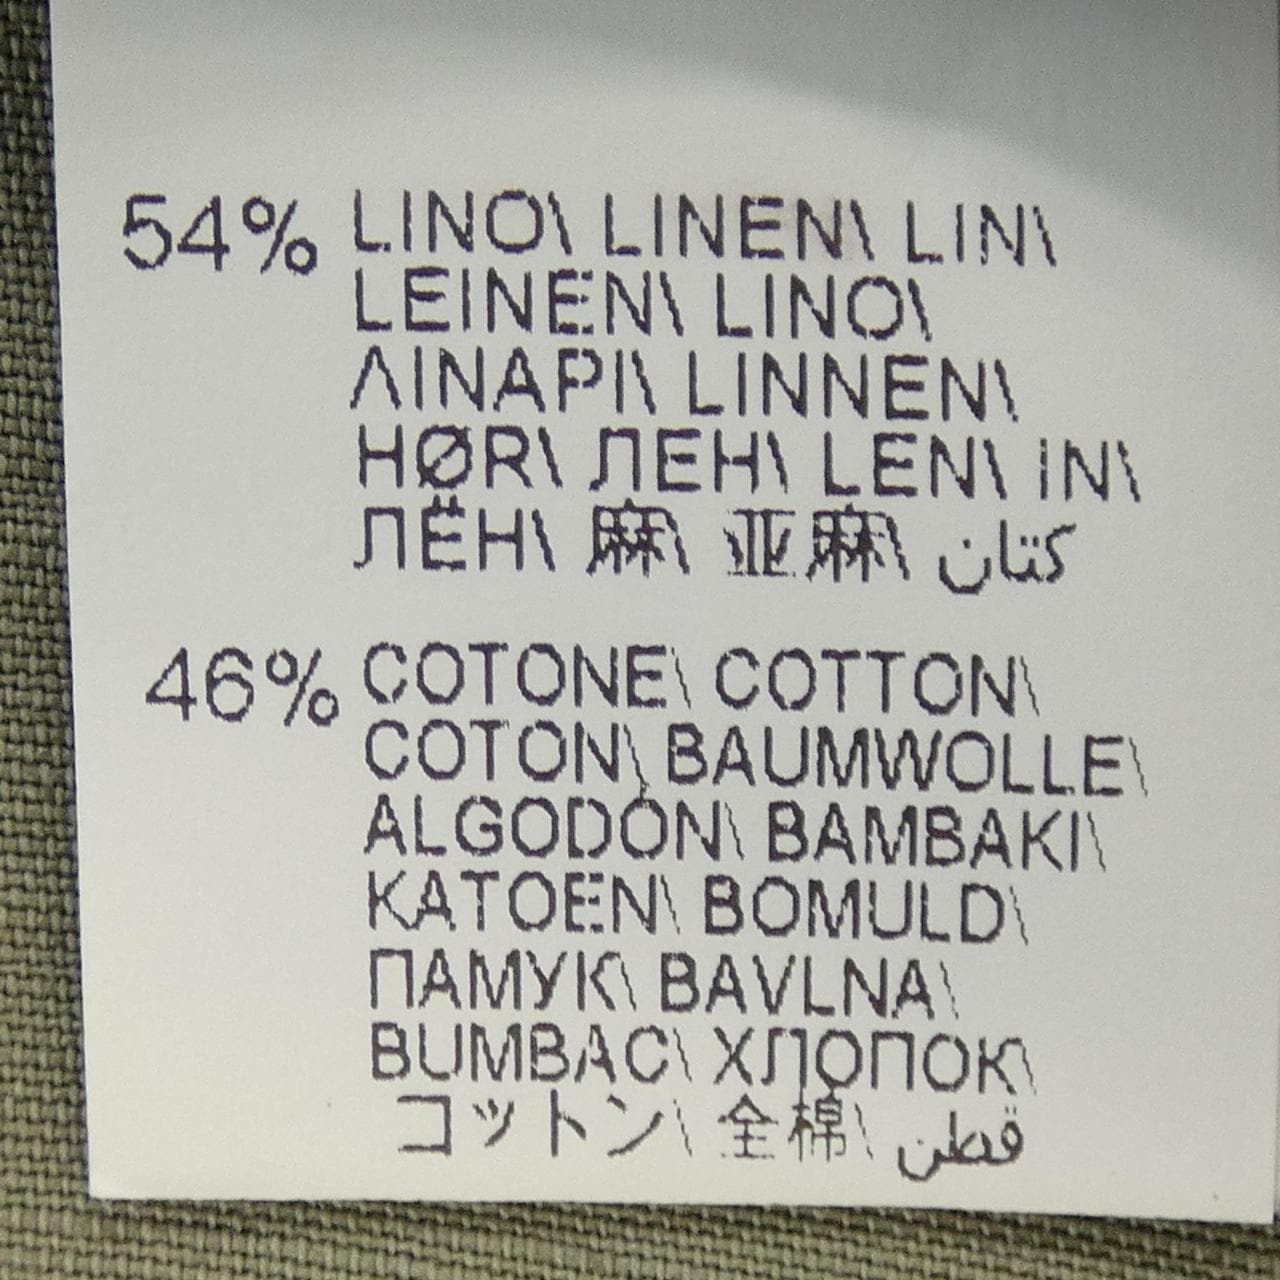 54% LINO\ LINEN\ LIN\
LEINEN\ LINO\
ΛΙΝΑΡΙ\ LINNEN\
HØR\ ЛЕН\ LEN\ IN\
ЛЁН\ 麻\ 亚麻\ كتان
46% COTONE\ COTTON\
COTON\ BAUMWOLLE\
ALGODÓN\ BAMBAKI\
KATOEN\ BOMULD\
ПАМУК\ BAVLNA\
BUMBAC\ ХЛОПОК\
コットン\ 全棉\ قطن